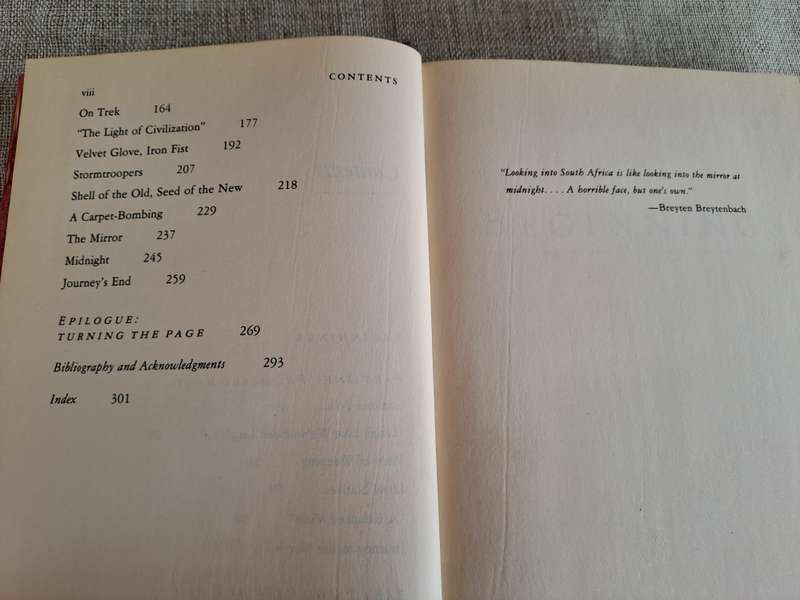 viii
CONTENTS
On Trek 164
"The Light of Civilization" 177
Velvet Glove, Iron Fist 192
Stormtroopers 207
Shell of the Old, Seed of the New 218
A Carpet-Bombing 229
The Mirror 237
Midnight 245
Journey's End 259
EPILOGUE:
TURNING THE PAGE 269
Bibliography and Acknowledgments 293
Index 301
"Looking into South Africa is like looking into the mirror at
midnight. . . . A horrible face, but one's own."
—Breyten Breytenbach